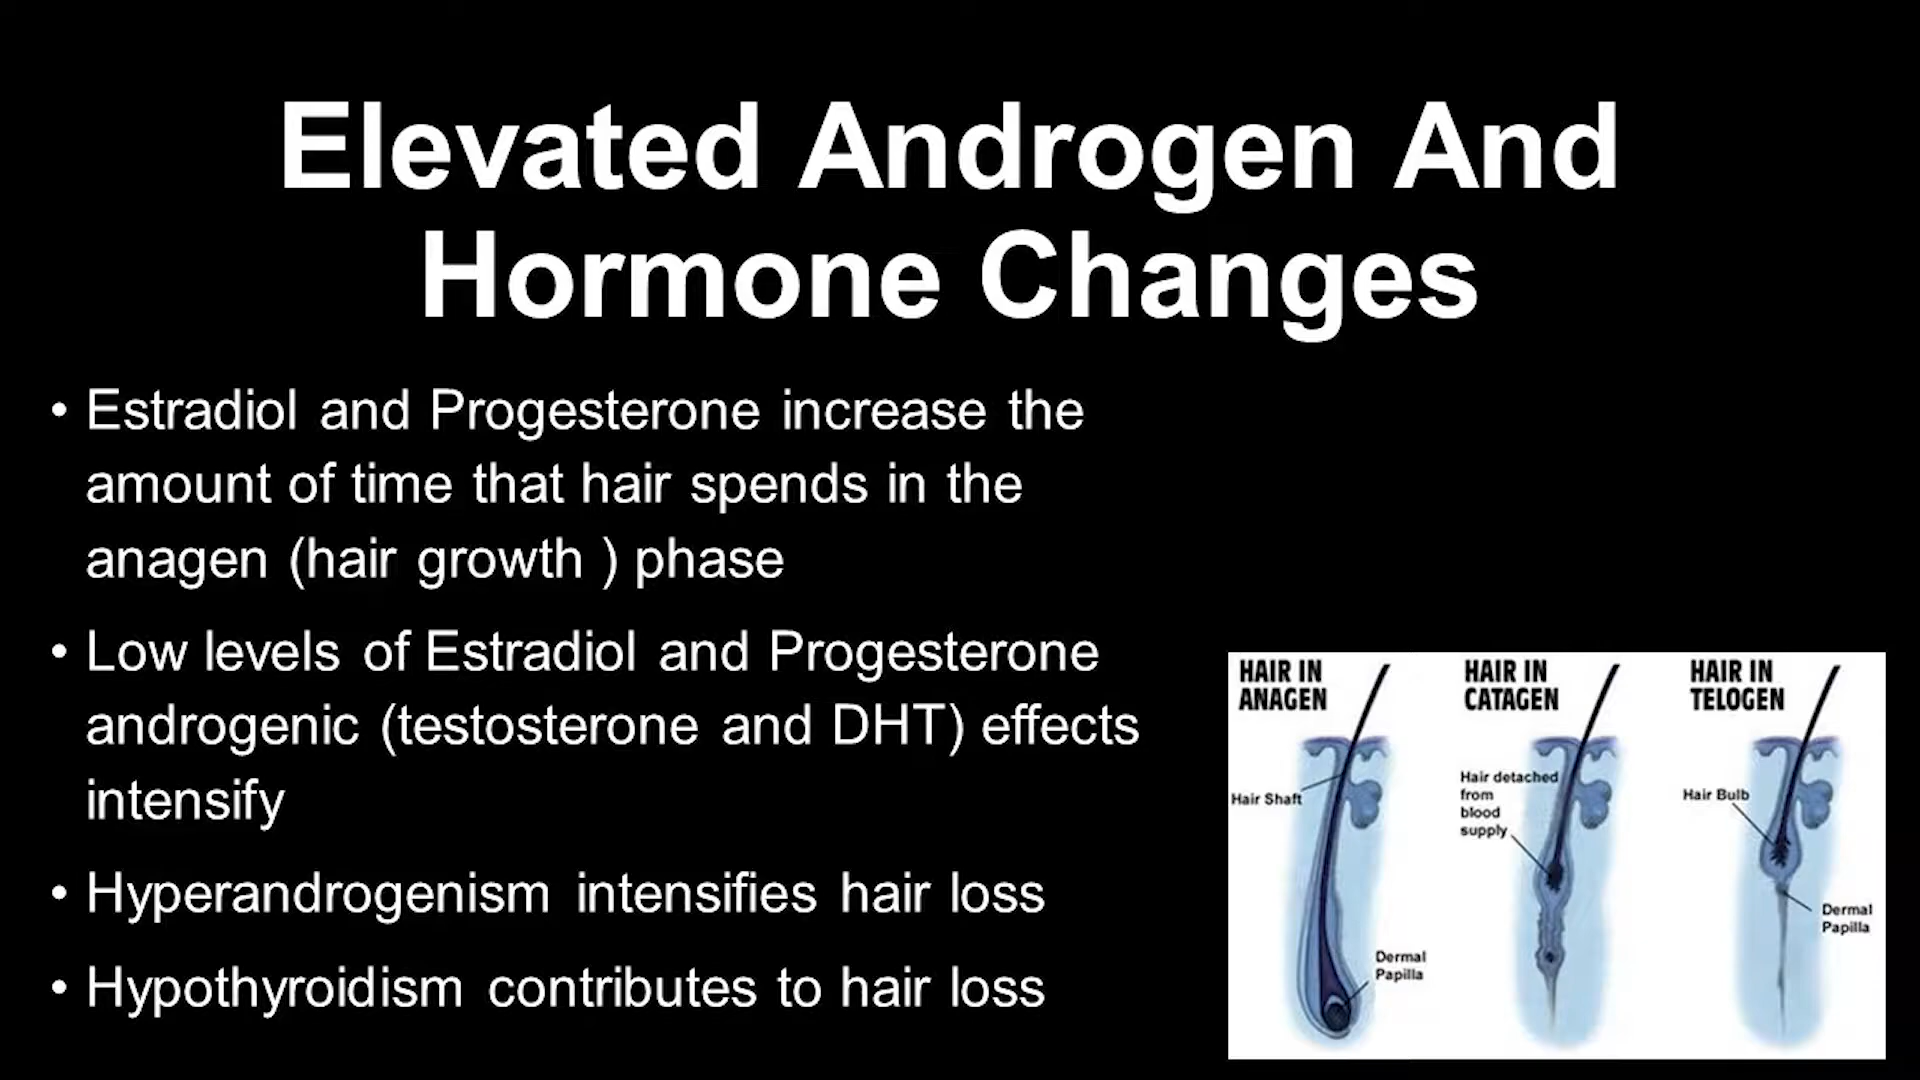 Elevated Androgen And
Hormone Changes
• Estradiol and Progesterone increase the
amount of time that hair spends in the
anagen (hair growth ) phase
• Low levels of Estradiol and Progesterone
androgenic (testosterone and DHT) effects
intensify
• Hyperandrogenism intensifies hair loss
• Hypothyroidism contributes to hair loss
HAIR IN
ANAGEN
Hair Shaft
Dermal
Papilla
HAIR IN
CATAGEN
Hair detached
from
blood
supply
HAIR IN
TELOGEN
Hair Bulb
Dermal
Papilla